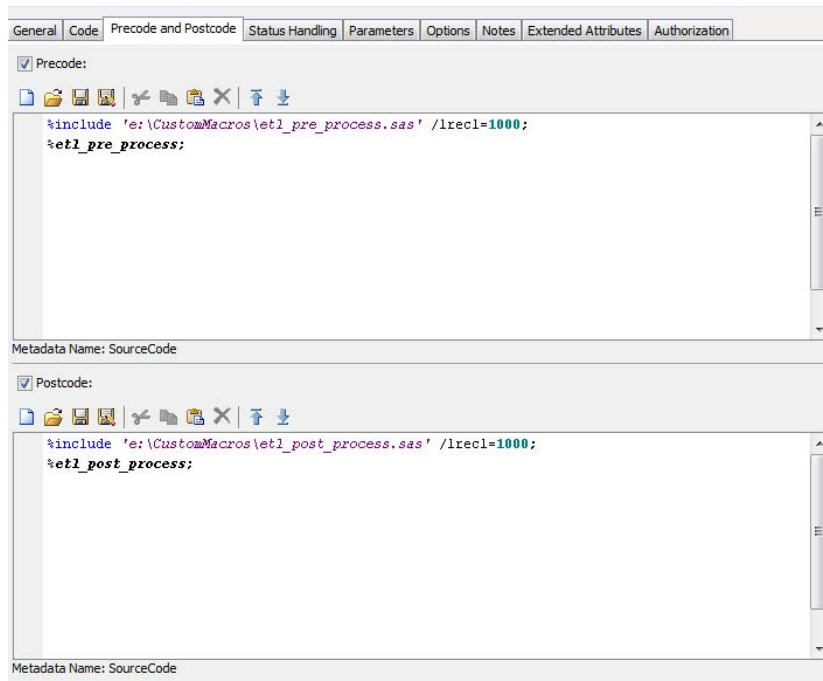 General Code Precode and Postcode Status Handling Parameters Options Notes Extended Attributes Authorization
Precode:
%include 'e:\CustomMacros\etl_pre_process.sas' /lrecl=1000;
%etl_pre_process;
Metadata Name: SourceCode
Postcode:
%include 'e:\CustomMacros\etl_post_process.sas' /lrecl=1000;
%etl_post_process;
Metadata Name: SourceCode